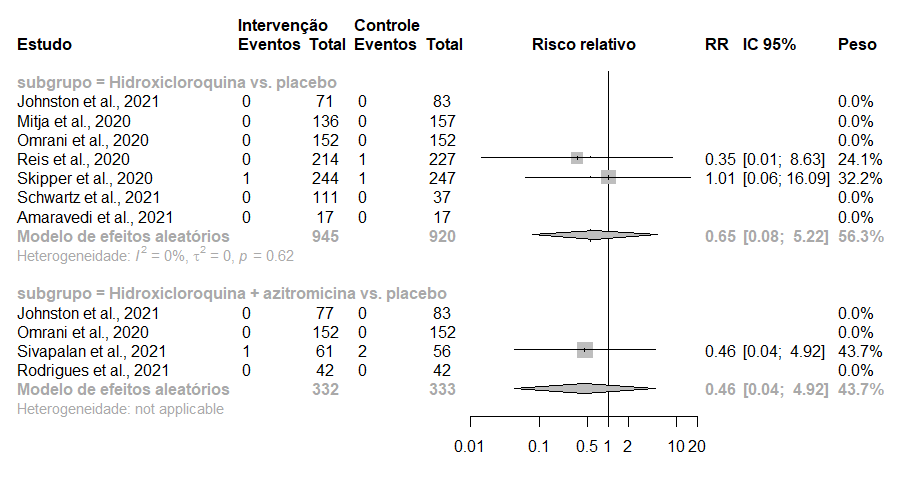 Intervenção Controle
Estudo Eventos Total Eventos Total Risco relativo RR IC 95% Peso
subgrupo = Hidroxicloroquina vs. placebo
Johnston et al., 2021 0 71 0 83 0.0%
Mitja et al., 2020 0 136 0 157 0.0%
Omrani et al., 2020 0 152 0 152 0.0%
Reis et al., 2020 0 214 1 227 0.35 [0.01; 8.63] 24.1%
Skipper et al., 2020 1 244 1 247 1.01 [0.06; 16.09] 32.2%
Schwartz et al., 2021 0 111 0 37 0.0%
Amaravedi et al., 2021 0 17 0 17 0.0%
Modelo de efeitos aleatórios 945 920 0.65 [0.08; 5.22] 56.3%
Heterogeneidade: I² = 0%, τ² = 0, p = 0.62
subgrupo = Hidroxicloroquina + azitromicina vs. placebo
Johnston et al., 2021 0 77 0 83 0.0%
Omrani et al., 2020 0 152 0 152 0.0%
Sivapalan et al., 2021 1 61 2 56 0.46 [0.04; 4.92] 43.7%
Rodrigues et al., 2021 0 42 0 42 0.0%
Modelo de efeitos aleatórios 332 333 0.46 [0.04; 4.92] 43.7%
Heterogeneidade: not applicable
0.01 0.1 0.5 1 2 10 20